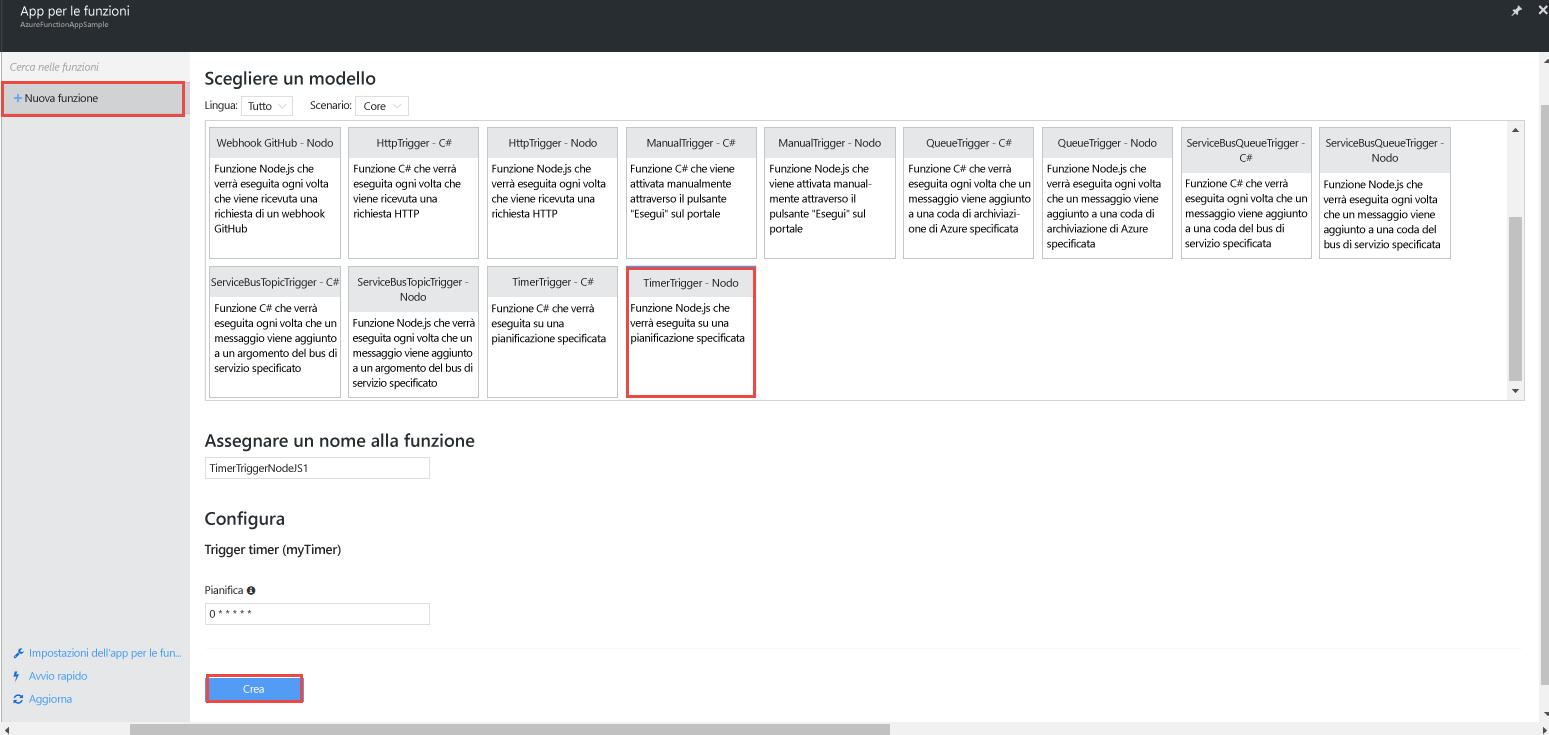 App per le funzioni
AzureFunctionAppSample
Cerca nelle funzioni
+ Nuova funzione
Scegliere un modello
Lingua: Tutto Scenario: Core
Webhook GitHub - Nodo
Funzione Node.js che
verrà eseguita ogni volta
che viene ricevuta una
richiesta di un webhook
GitHub
HttpTrigger - C#
Funzione C# che verrà
eseguita ogni volta che
viene ricevuta una
richiesta HTTP
HttpTrigger - Nodo
Funzione Node.js che
verrà eseguita ogni volta
che viene ricevuta una
richiesta HTTP
ManualTrigger - C#
Funzione C# che viene
attivata manualmente
attraverso il pulsante
"Esegui" sul portale
ManualTrigger - Nodo
Funzione Node.js che
viene attivata manual-
mente attraverso il
pulsante "Esegui" sul
portale
QueueTrigger - C#
Funzione C# che verrà
eseguita ogni volta che un
messaggio viene aggiunto
a una coda di archiviazi-
one di Azure specificata
QueueTrigger - Nodo
Funzione Node.js che
verrà eseguita ogni volta
che un messaggio viene
aggiunto a una coda di
archiviazione di Azure
specificata
ServiceBusQueueTrigger -
C#
Funzione C# che verrà
eseguita ogni volta che un
messaggio viene aggiunto
a una coda del bus di
servizio specificata
ServiceBusQueueTrigger -
Nodo
Funzione Node.js che
verrà eseguita ogni volta
che un messaggio viene
aggiunto a una coda del
bus di servizio specificata
ServiceBusTopicTrigger - C#
Funzione C# che verrà
eseguita ogni volta che un
messaggio viene aggiunto
a un argomento del bus di
servizio specificato
ServiceBusTopicTrigger -
Nodo
Funzione Node.js che verrà
eseguita ogni volta che un
messaggio viene aggiunto
a un argomento del bus di
servizio specificato
TimerTrigger - C#
Funzione C# che verrà
eseguita su una
pianificazione specificata
TimerTrigger - Nodo
Funzione Node.js che
verrà eseguita su una
pianificazione specificata
Assegnare un nome alla funzione
TimerTriggerNodeJS1
Configura
Trigger timer (myTimer)
Pianifica
0 * * * * *
Crea
Impostazioni dell'app per le fun...
Avvio rapido
Aggiorna